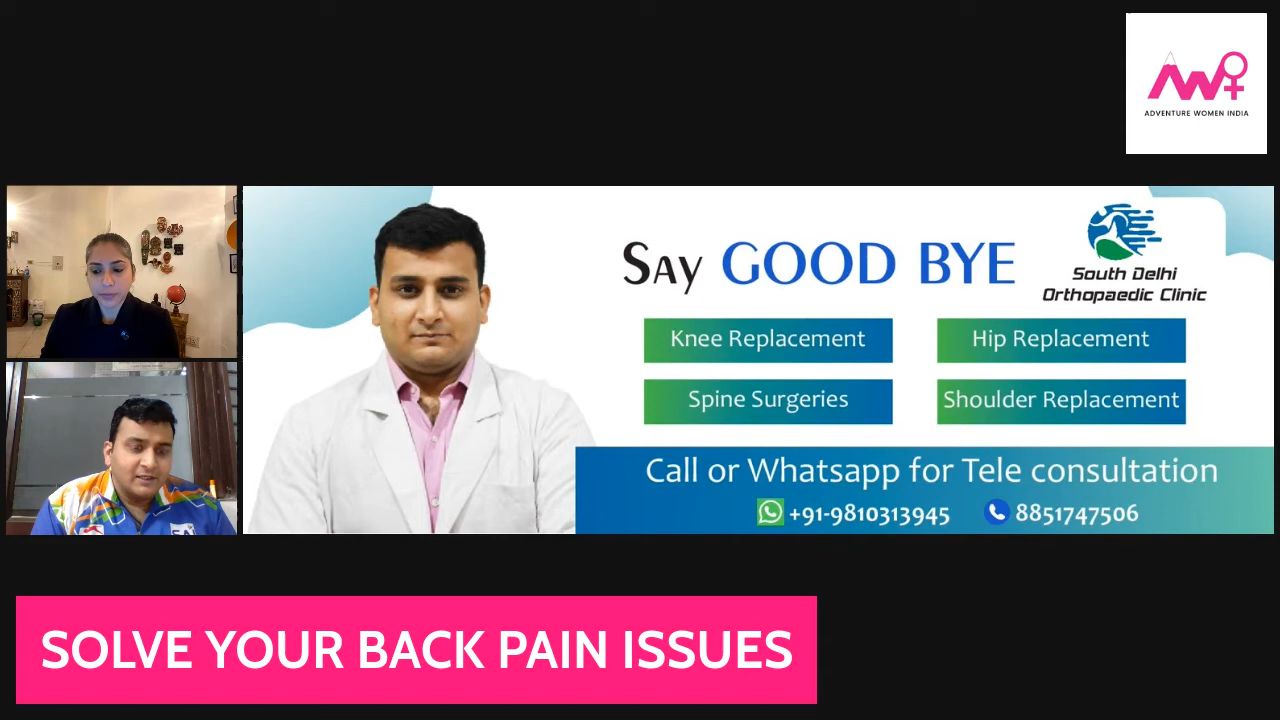 ADVENTURE WOMEN INDIA
Say GOOD BYE
South Delhi
Orthopaedic Clinic
Knee Replacement
Hip Replacement
Spine Surgeries
Shoulder Replacement
Call or Whatsapp for Tele consultation
+91-9810313945
8851747506
SOLVE YOUR BACK PAIN ISSUES